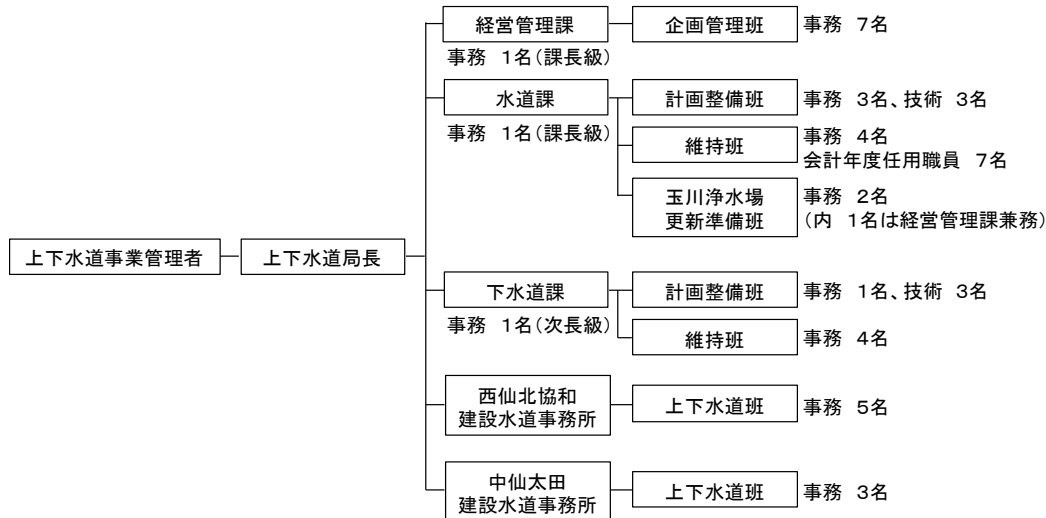 上下水道事業管理者
上下水道局長
経営管理課
事務 1名(課長級)
企画管理班
事務 7名
水道課
事務 1名(課長級)
計画整備班
事務 3名、技術 3名
維持班
事務 4名
会計年度任用職員 7名
玉川浄水場
更新準備班
事務 2名
(内 1名は経営管理課兼務)
下水道課
事務 1名(次長級)
計画整備班
事務 1名、技術 3名
維持班
事務 4名
西仙北協和
建設水道事務所
上下水道班
事務 5名
中仙太田
建設水道事務所
上下水道班
事務 3名